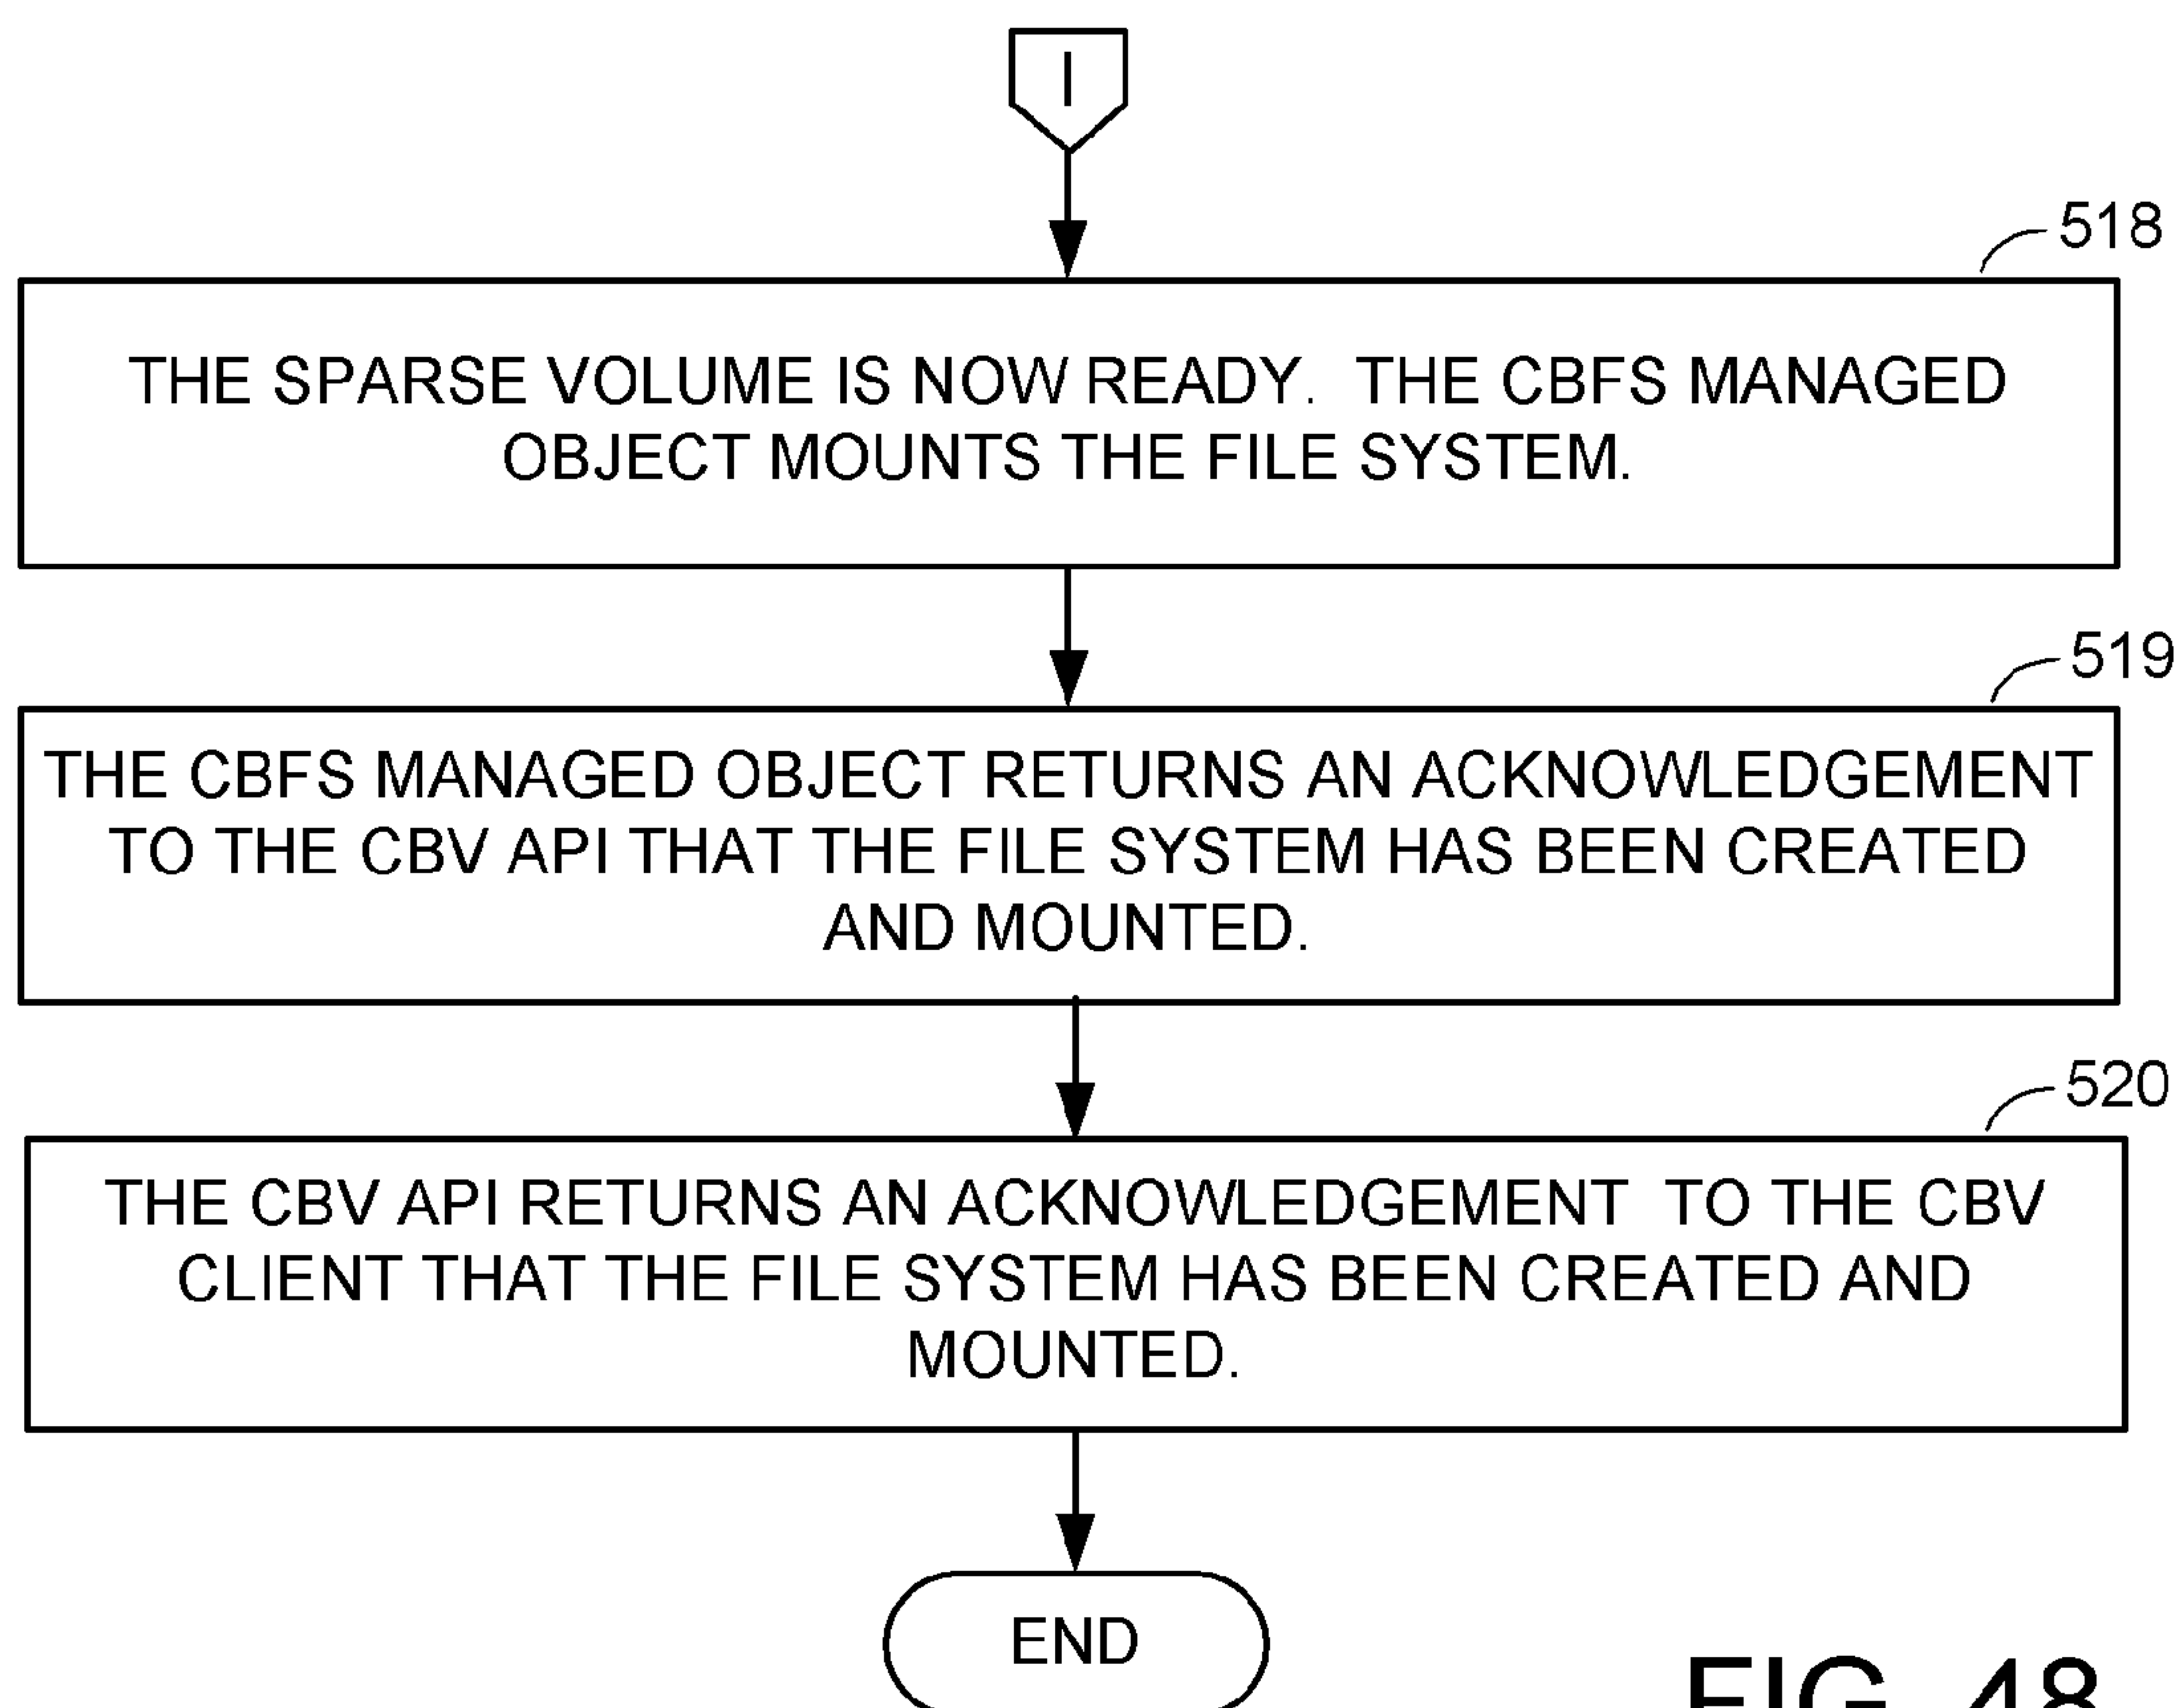 I
518
THE SPARSE VOLUME IS NOW READY. THE CBFS MANAGED
OBJECT MOUNTS THE FILE SYSTEM.
519
THE CBFS MANAGED OBJECT RETURNS AN ACKNOWLEDGEMENT
TO THE CBV API THAT THE FILE SYSTEM HAS BEEN CREATED
AND MOUNTED.
520
THE CBV API RETURNS AN ACKNOWLEDGEMENT TO THE CBV
CLIENT THAT THE FILE SYSTEM HAS BEEN CREATED AND
MOUNTED.
END
FIG. 48